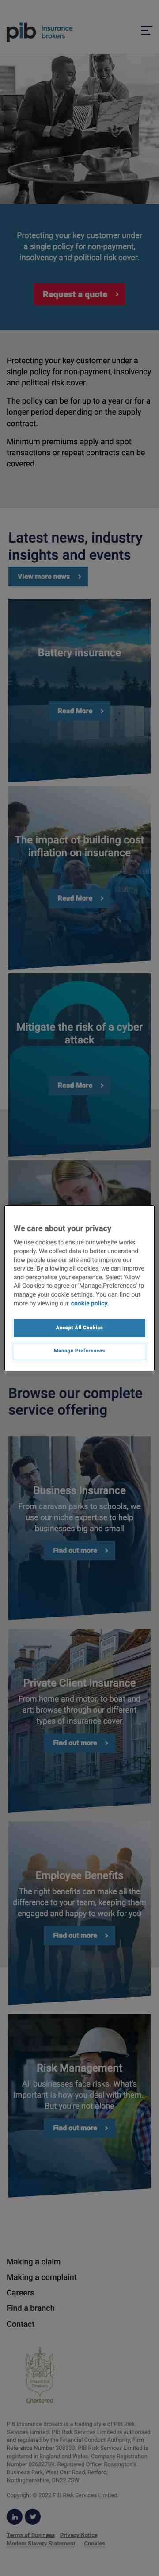 pib insurance
brokers
Protecting your key customer under
a single policy for non-payment,
insolvency and political risk cover.
Request a quote
Protecting your key customer under a
single policy for non-payment, insolvency
and political risk cover.
The policy can be for up to a year or for a
longer period depending on the supply
contract.
Minimum premiums apply and spot
transactions or repeat contracts can be
covered.
Latest news, industry
insights and events
View more news
Battery Insurance
Read More
The impact of building cost
inflation on insurance
Read More
Mitigate the risk of a cyber
attack
Read More
We care about your privacy
We use cookies to ensure our website works
properly. We collect data to better understand
how people use our site and to improve our
service. By allowing all cookies, we can improve
and personalise your experience. Select 'Allow
All Cookies' to agree or 'Manage Preferences' to
manage your cookie settings. You can find out
more by viewing our cookie policy.
Accept All Cookies
Manage Preferences
Browse our complete
service offering
Business Insurance
From caravan parks to schools, we
use our niche expertise to help
businesses big and small
Find out more
Private Client Insurance
From home and motor, to boat and
art; browse through our different
types of insurance cover
Find out more
Employee Benefits
The right benefits can make all the
difference to your team, keeping them
engaged and happy to work for you
Find out more
Risk Management
All businesses face risks. What's
important is how you deal with them.
But you're not alone
Find out more
Making a claim
Making a complaint
Careers
Find a branch
Contact
Chartered
PIB Insurance Brokers is a trading style of PIB Risk
Services Limited. PIB Risk Services Limited is authorised
and regulated by the Financial Conduct Authority, Firm
Reference Number 308333. PIB Risk Services Limited is
registered in England and Wales. Company Registration
Number 02682789. Registered Office: Rossington's
Business Park, West Carr Road, Retford,
Nottinghamshire, DN22 7SW.
Copyright © 2022 PIB Risk Services Limited.
Terms of Business Privacy Notice
Modern Slavery Statement Cookies